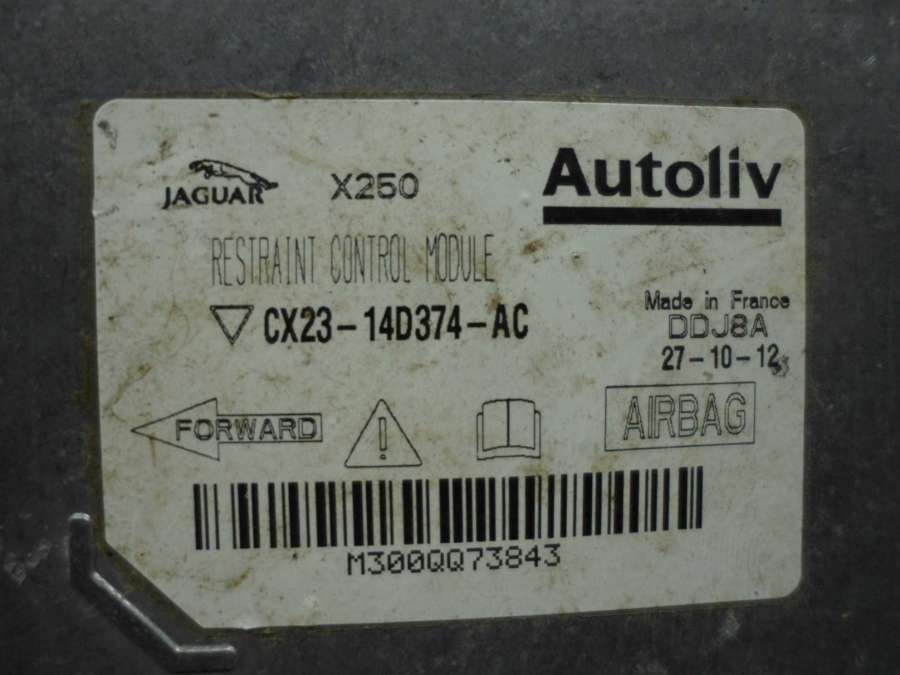 JAGUAR X250 Autoliv
RESTRAINT CONTROL MODULE
CX23-14D374-AC
Made in France
DDJ8A
27-10-12
FORWARD
AIRBAG
M300QQ73843